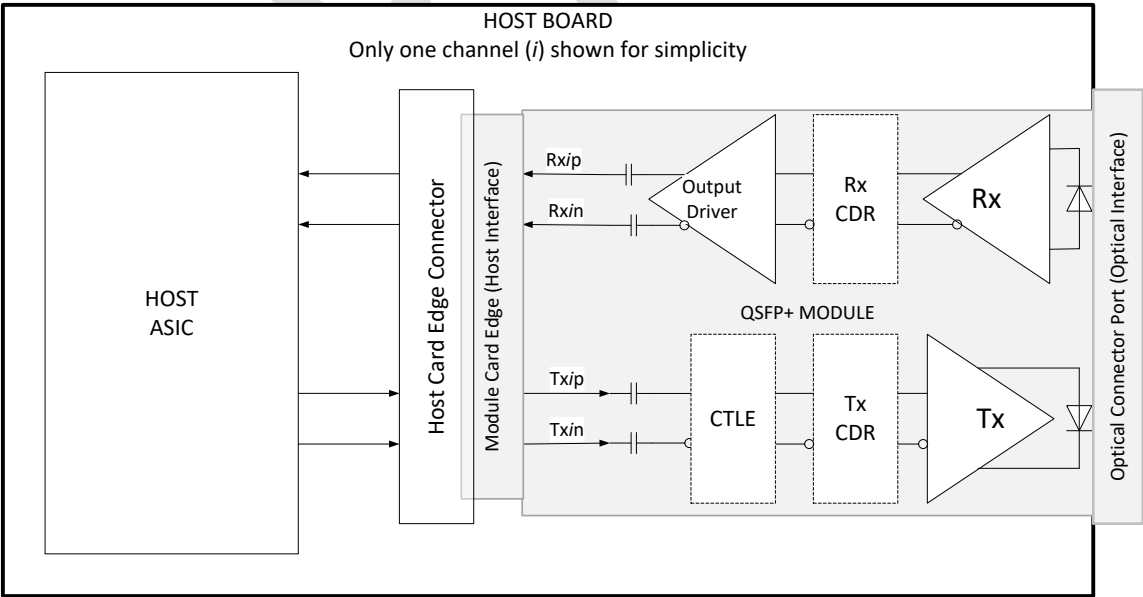 HOST BOARD
Only one channel (i) shown for simplicity
HOST
ASIC
Host Card Edge Connector
Module Card Edge (Host Interface)
Rxip
Rxin
Output
Driver
Rx
CDR
Rx
QSFP+ MODULE
Txip
Txin
CTLE
Tx
CDR
Tx
Optical Connector Port (Optical Interface)